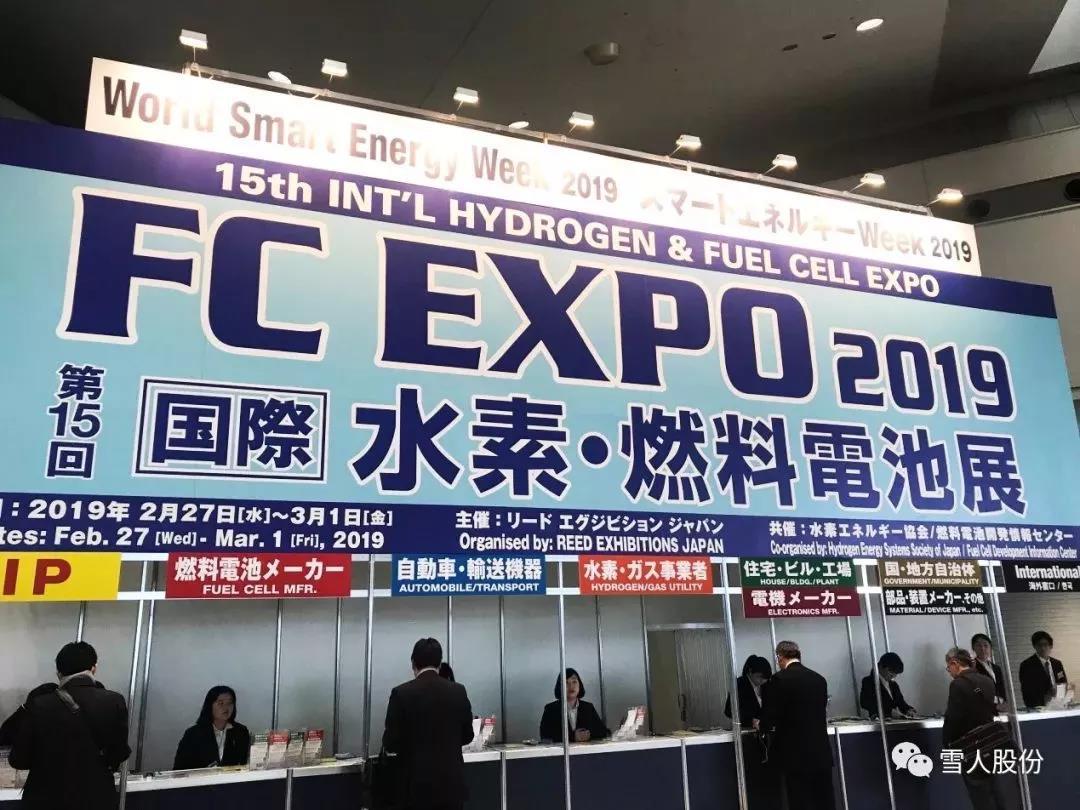 World Smart Energy Week 2019 スマートエネルギーWeek 2019
15th INT'L HYDROGEN & FUEL CELL EXPO
FC EXPO 2019
第15回 国際 水素・燃料電池展
: 2019年 2月27日[水]～3月1日[金]
tes: Feb. 27 [Wed] - Mar. 1 [Fri], 2019
主催：リード エグジビション ジャパン
Organised by: REED EXHIBITIONS JAPAN
共催：水素エネルギー協会/燃料電池開発情報センター
Co-organised by: Hydrogen Energy Systems Society of Japan / Fuel Cell Development Information Center
IP
燃料電池メーカー
FUEL CELL MFR.
自動車・輸送機器
AUTOMOBILE/TRANSPORT
水素・ガス事業者
HYDROGEN/GAS UTILITY
住宅・ビル・工場
HOUSE/BLDG./PLANT
電機メーカー
ELECTRONICS MFR.
国・地方自治体
GOVERNMENT/MUNICIPALITY
部品・装置メーカー、その他
MATERIAL/DEVICE MFR., etc.
International
海外窓口 / 한국
雪人股份